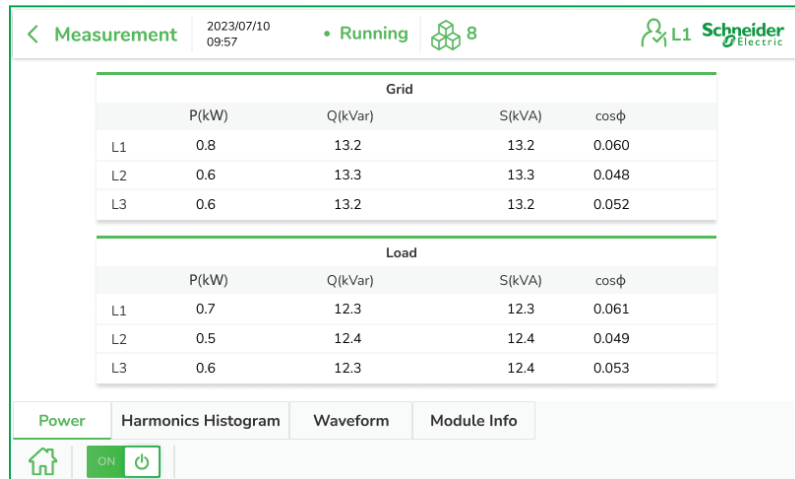 Measurement 2023/07/10 09:57 • Running 8 L1 Schneider Electric
Grid
P(kW) Q(kVar) S(kVA) cosϕ
L1 0.8 13.2 13.2 0.060
L2 0.6 13.3 13.3 0.048
L3 0.6 13.2 13.2 0.052
Load
P(kW) Q(kVar) S(kVA) cosϕ
L1 0.7 12.3 12.3 0.061
L2 0.5 12.4 12.4 0.049
L3 0.6 12.3 12.4 0.053
Power Harmonics Histogram Waveform Module Info
ON